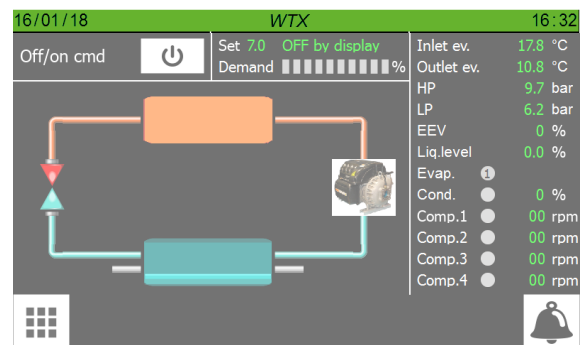 16/01/18 WTX 16:32
Off/on cmd
Set 7.0 OFF by display
Demand %
Inlet ev. 17.8 °C
Outlet ev. 10.8 °C
HP 9.7 bar
LP 6.2 bar
EEV 0 %
Liq.level 0.0 %
Evap. 1
Cond. 0 %
Comp.1 00 rpm
Comp.2 00 rpm
Comp.3 00 rpm
Comp.4 00 rpm